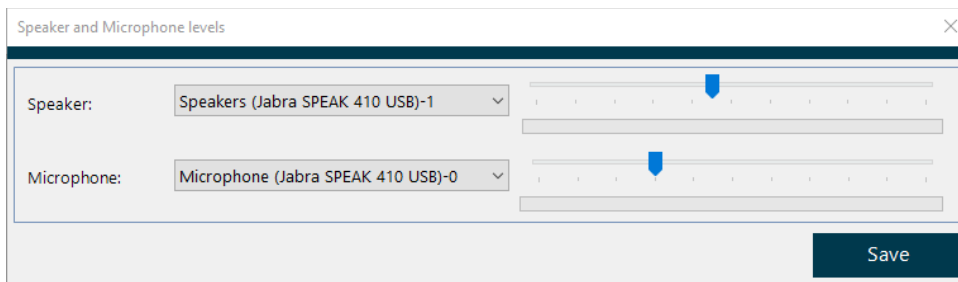 Speaker and Microphone levels
Speaker:
Speakers (Jabra SPEAK 410 USB)-1
Microphone:
Microphone (Jabra SPEAK 410 USB)-0
Save